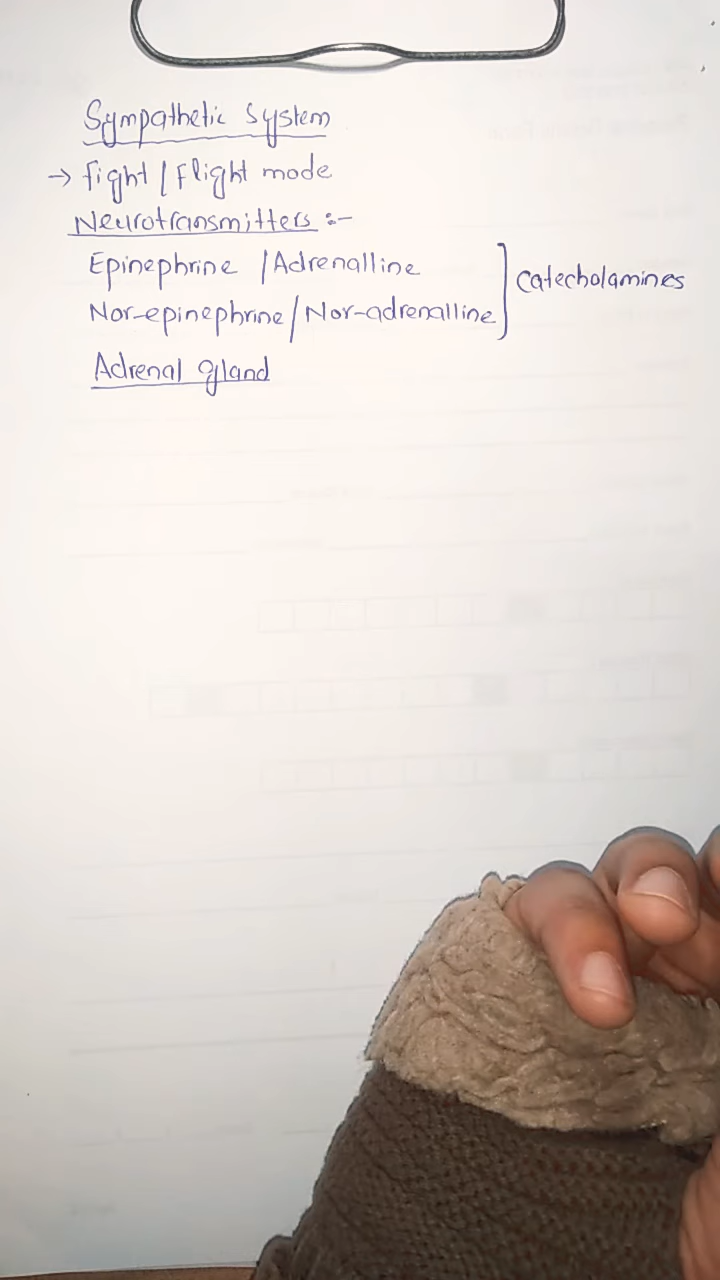 Sympathetic System
→ fight / Flight mode
Neurotransmitters :-
Epinephrine / Adrenalline
Nor-epinephrine / Nor-adrenalline
Catecholamines
Adrenal gland